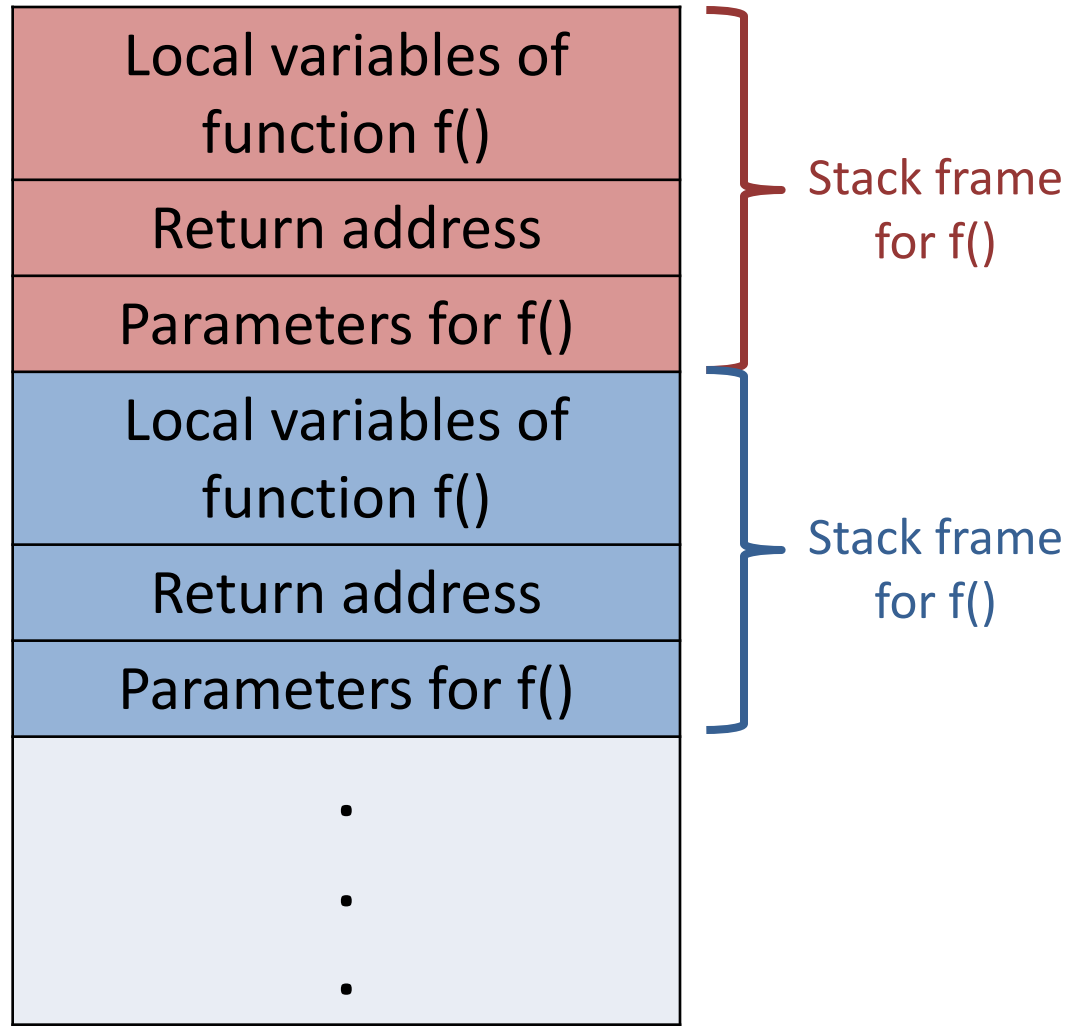 Local variables of
function f()
Return address
Parameters for f()
Stack frame
for f()
Local variables of
function f()
Return address
Parameters for f()
Stack frame
for f()
.
.
.